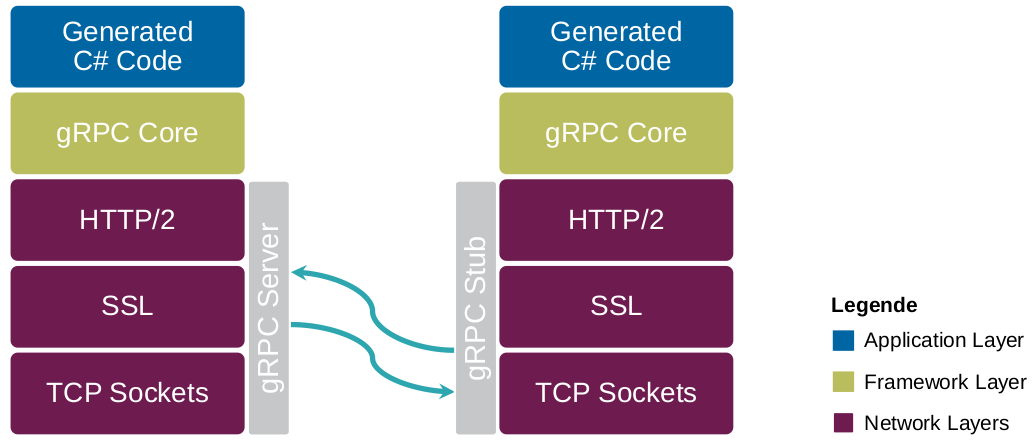 Generated
C# Code
gRPC Core
HTTP/2
SSL
TCP Sockets
gRPC Server
gRPC Stub
Generated
C# Code
gRPC Core
HTTP/2
SSL
TCP Sockets
Legende
Application Layer
Framework Layer
Network Layers